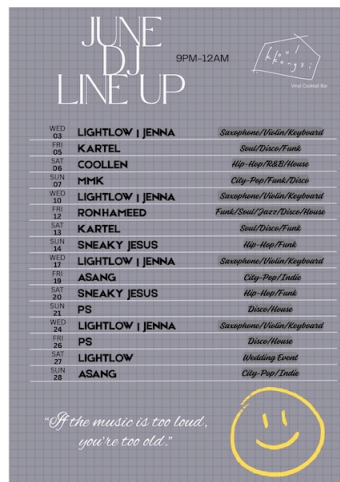 JUNE
DJ
LINE UP
9PM-12AM
Vinyl Cocktail Bar
WED 03 LIGHTLOW | JENNA Saxophone/Violin/Keyboard
FRI 05 KARTEL Soul/Disco/Funk
SAT 06 COOLLEN Hip-Hop/R&B/House
SUN 07 MMK City-Pop/Funk/Disco
WED 10 LIGHTLOW | JENNA Saxophone/Violin/Keyboard
FRI 12 RONHAMEED Funk/Soul/Jazz/Disco/House
SAT 13 KARTEL Soul/Disco/Funk
SUN 14 SNEAKY JESUS Hip-Hop/Funk
WED 17 LIGHTLOW | JENNA Saxophone/Violin/Keyboard
FRI 19 ASANG City-Pop/Indie
SAT 20 SNEAKY JESUS Hip-Hop/Funk
SUN 21 PS Disco/House
WED 24 LIGHTLOW | JENNA Saxophone/Violin/Keyboard
FRI 26 PS Disco/House
SAT 27 LIGHTLOW Wedding Event
SUN 28 ASANG City-Pop/Indie
"If the music is too loud,
you're too old."